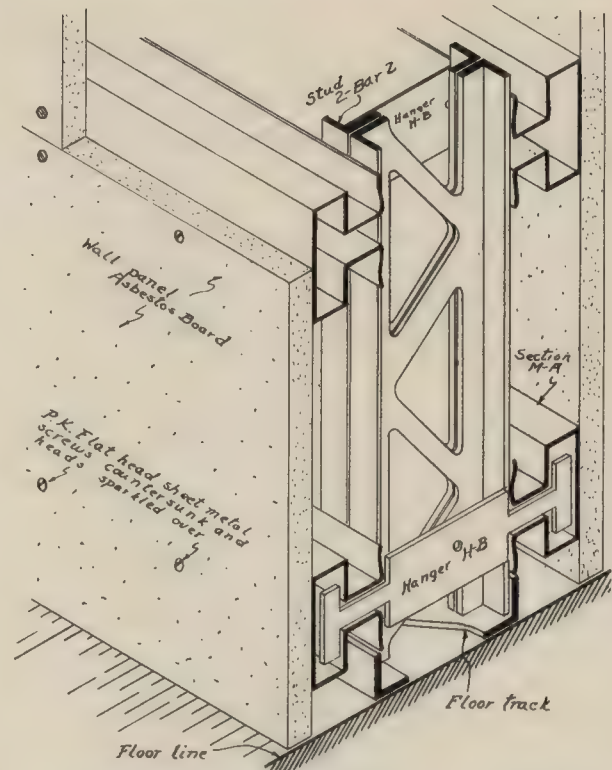 Stud
2-Bar Z
Hanger
H-B
Wall panel
Asbestos Board
Section
M-A
P.K. Flat head sheet metal
screws countersunk and
heads sparkled over
Hanger H-B
Floor track
Floor line